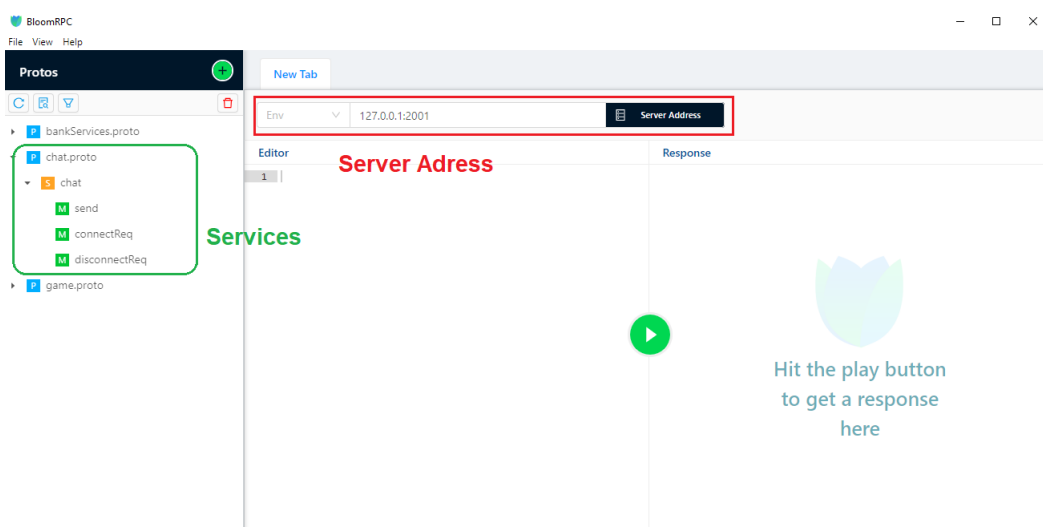 BloomRPC
File View Help
Protos
New Tab
Env 127.0.0.1:2001 Server Address
P bankServices.proto
P chat.proto
S chat
M send
M connectReq
M disconnectReq
P game.proto
Services
Editor
Response
Server Adress
1
Hit the play button
to get a response
here